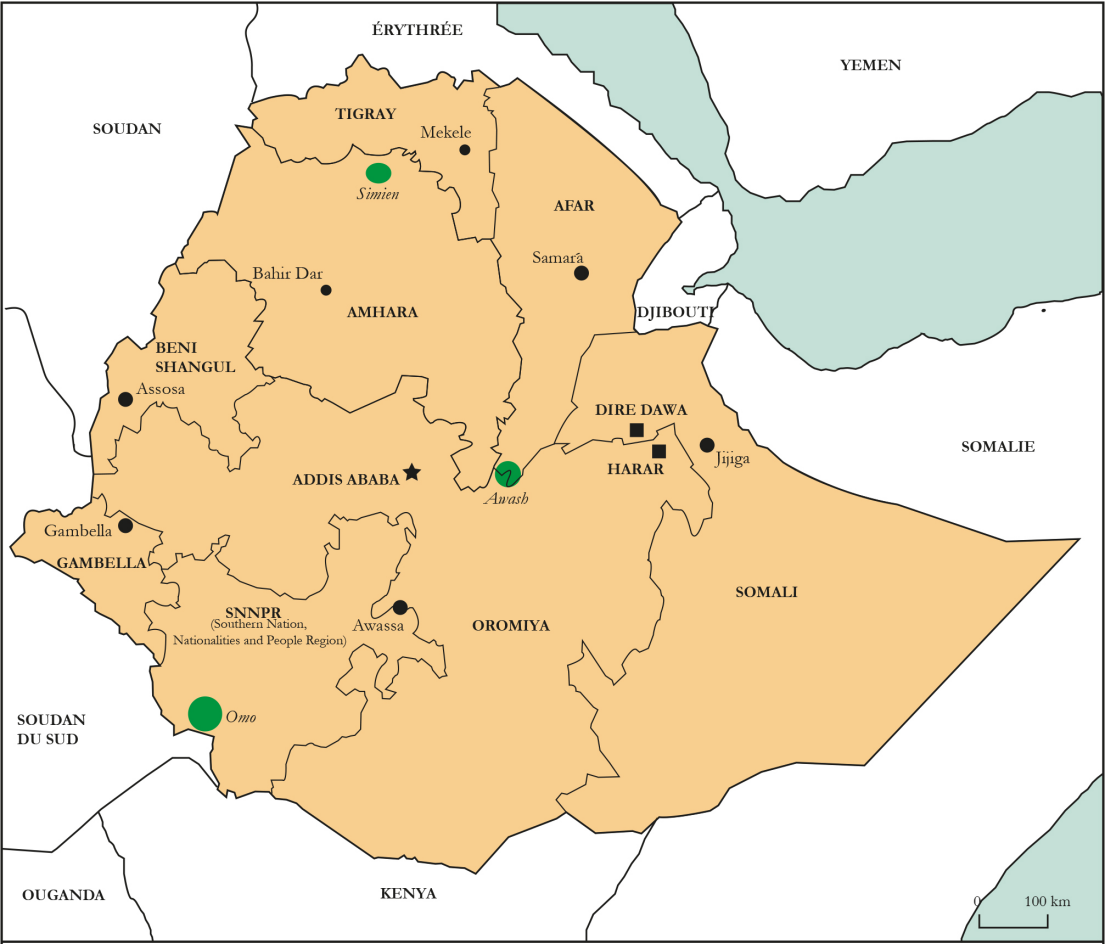 ÉRYTHRÉE
YEMEN
SOUDAN
TIGRAY
Mekele
Simien
AFAR
Samara
Bahir Dar
AMHARA
DJIBOUTI
BENI
SHANGUL
Assosa
DIRE DAWA
SOMALIE
Jijiga
HARAR
ADDIS ABABA
Awash
Gambella
GAMBELLA
SOMALI
SNNPR
(Southern Nation,
Nationalities and People Region)
Awassa
OROMIYA
Omo
SOUDAN
DU SUD
OUGANDA
KENYA
0 100 km